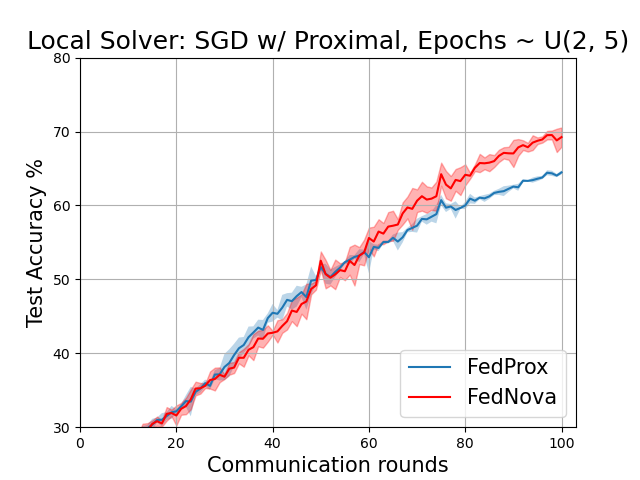 Local Solver: SGD w/ Proximal, Epochs ~ U(2, 5)
80
70
60
50
40
30
Test Accuracy %
FedProx
FedNova
0 20 40 60 80 100
Communication rounds